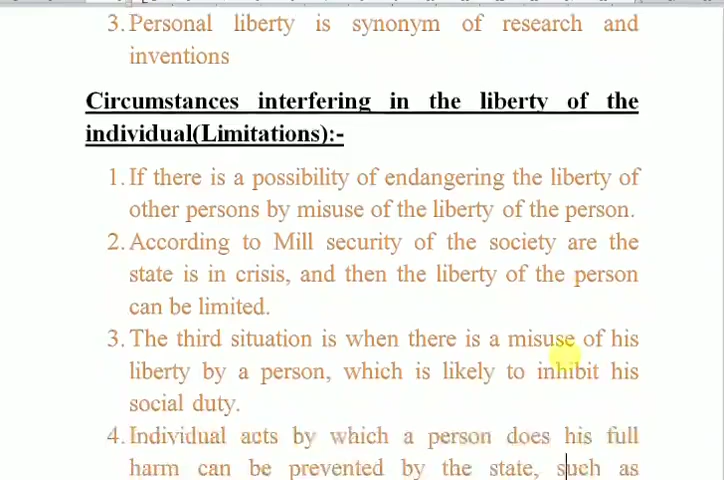 3. Personal liberty is synonym of research and
inventions
Circumstances interfering in the liberty of the
individual(Limitations):-
1. If there is a possibility of endangering the liberty of
other persons by misuse of the liberty of the person.
2. According to Mill security of the society are the
state is in crisis, and then the liberty of the person
can be limited.
3. The third situation is when there is a misuse of his
liberty by a person, which is likely to inhibit his
social duty.
4. Individual acts by which a person does his full
harm can be prevented by the state, such as